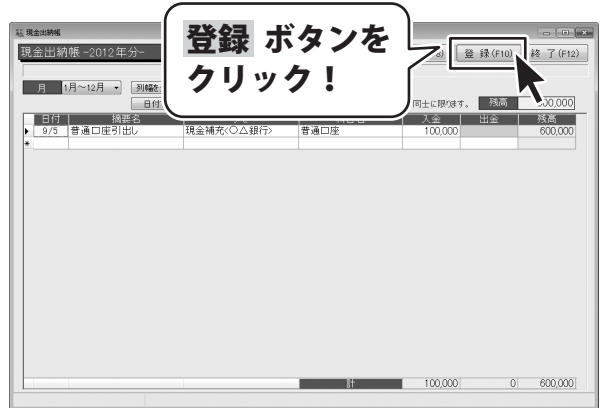 現金出納帳
登録 ボタンを
クリック！
現金出納帳 -2012年分-
登 録(F10)
終 了(F12)
月
1月～12月
列幅を
日付
同士に限ります。
残高
日付
摘要名
入金
出金
残高
9/5
普通口座引出し
現金補充<〇△銀行>
普通口座
100,000
600,000
計
100,000
0
600,000